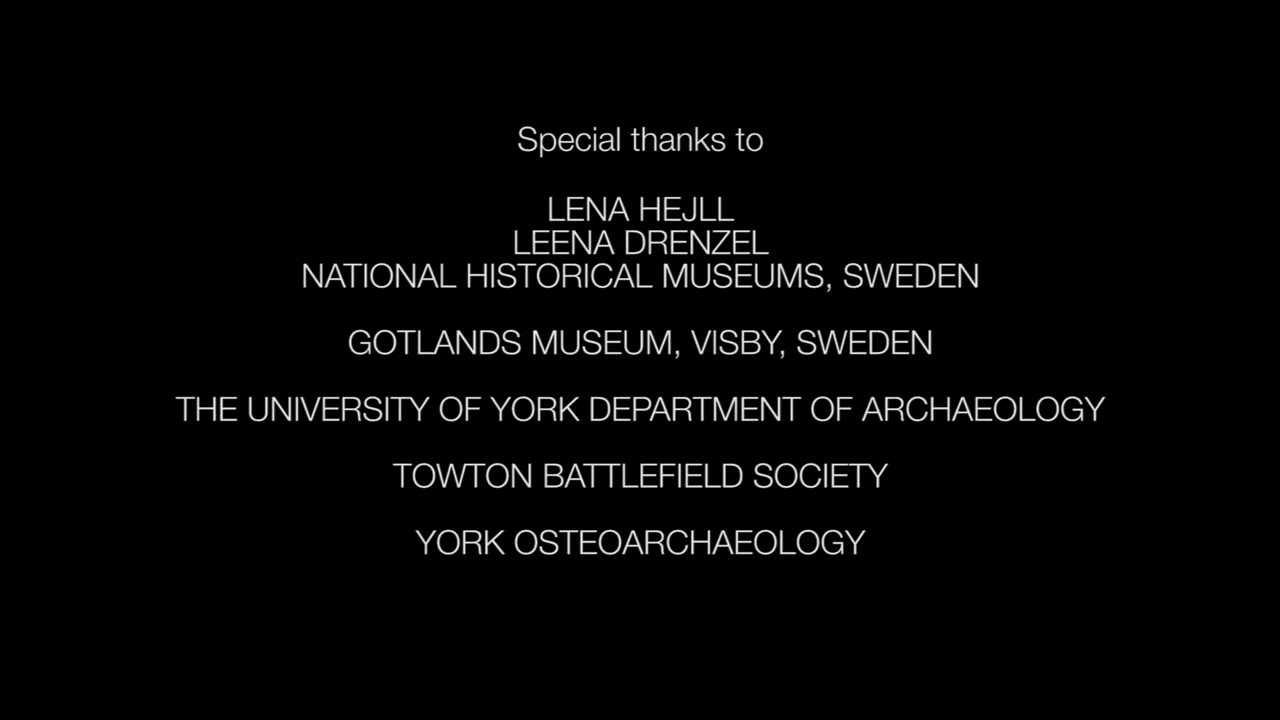 Special thanks to
LENA HEJLL
LEENA DRENZEL
NATIONAL HISTORICAL MUSEUMS, SWEDEN
GOTLANDS MUSEUM, VISBY, SWEDEN
THE UNIVERSITY OF YORK DEPARTMENT OF ARCHAEOLOGY
TOWTON BATTLEFIELD SOCIETY
YORK OSTEOARCHAEOLOGY